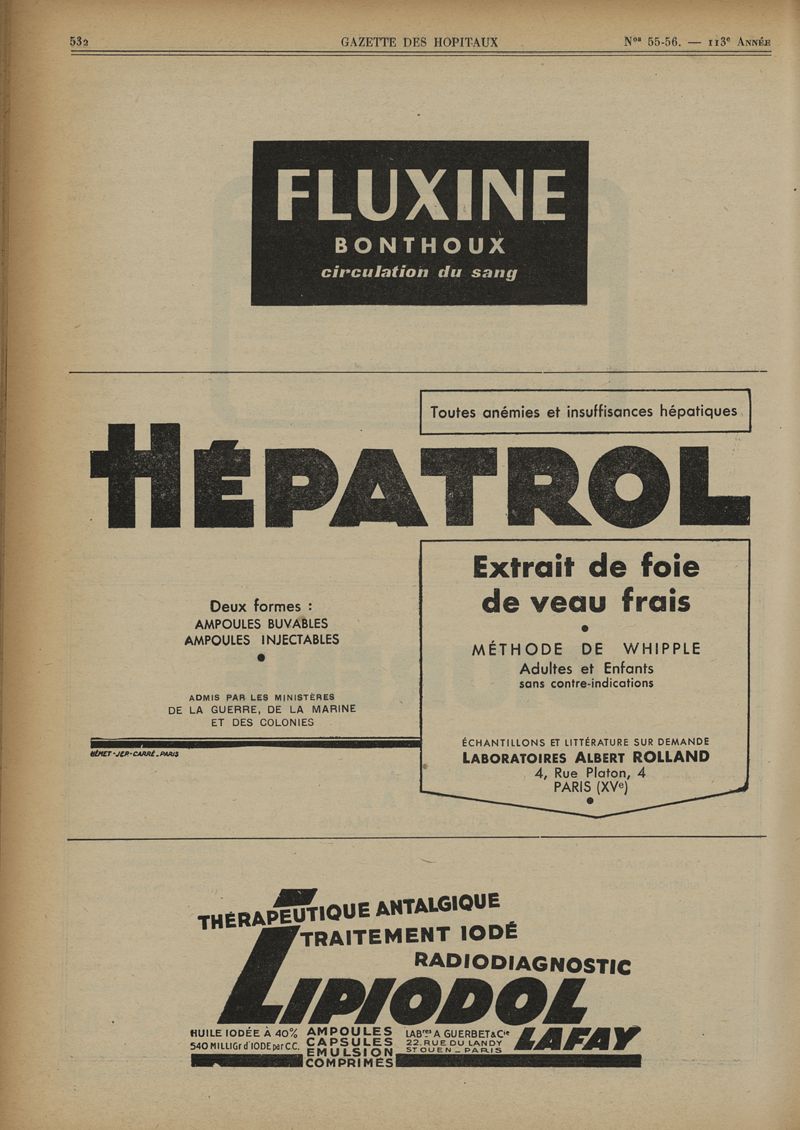 532
GAZETTE DES HOPITAUX
Nos 55-56. — 113e ANNÉE
FLUXINE
BONTHOUX
circulation du sang
Toutes anémies et insuffisances hépatiques
HÉPATROL
Deux formes :
AMPOULES BUVABLES
AMPOULES INJECTABLES
●
ADMIS PAR LES MINISTÈRES
DE LA GUERRE, DE LA MARINE
ET DES COLONIES
HÉMET-JEP-CARRÉ-PARIS
Extrait de foie
de veau frais
●
MÉTHODE DE WHIPPLE
Adultes et Enfants
sans contre-indications
ÉCHANTILLONS ET LITTÉRATURE SUR DEMANDE
LABORATOIRES ALBERT ROLLAND
4, Rue Platon, 4
PARIS (XVe)
●
THÉRAPEUTIQUE ANTALGIQUE
TRAITEMENT IODÉ
RADIODIAGNOSTIC
LIPIODOL
LAFAY
HUILE IODÉE À 40%
540 MILLIGr d'IODE par C.C.
AMPOULES
CAPSULES
EMULSION
COMPRIMÉS
LABres A GUERBET & Cie
22. RUE DU LANDY
ST OUEN - PARIS